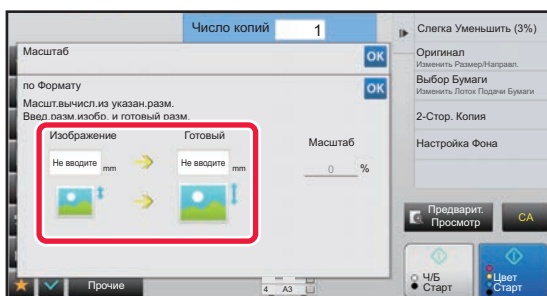 Число копий 1
Масштаб
OK
по Формату
OK
Масшт.вычисл.из указан.разм.
Введ.разм.изобр. и готовый разм.
Изображение
Готовый
Масштаб
Не вводите mm
Не вводите mm
0 %
Прочие
4 A3
Слегка Уменьшить (3%)
Оригинал
Изменить Размер/Направл.
Выбор Бумаги
Изменить Лоток Подачи Бумаги
2-Стор. Копия
Настройка Фона
Предварит.
Просмотр
CA
Ч/Б
Старт
Цвет
Старт